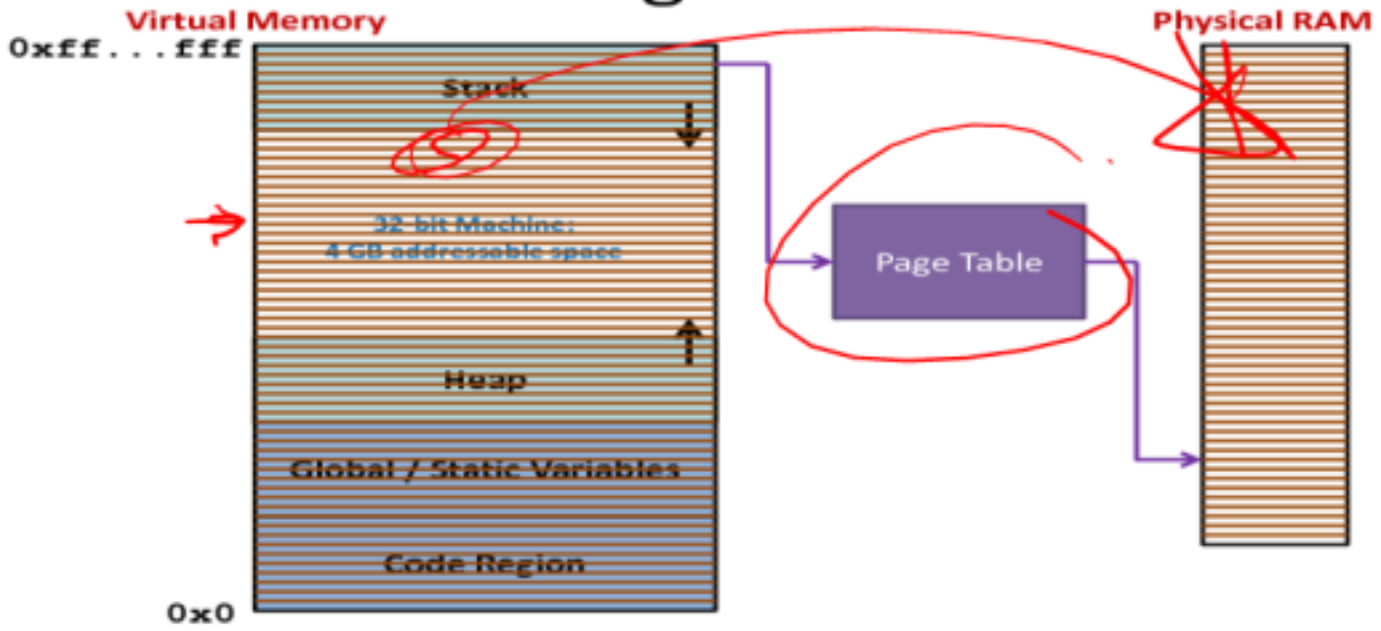 Virtual Memory
Physical RAM
0xff...fff
Stack
32-bit Machine:
4 GB addressable space
Page Table
Heap
Global / Static Variables
Code Region
0x0